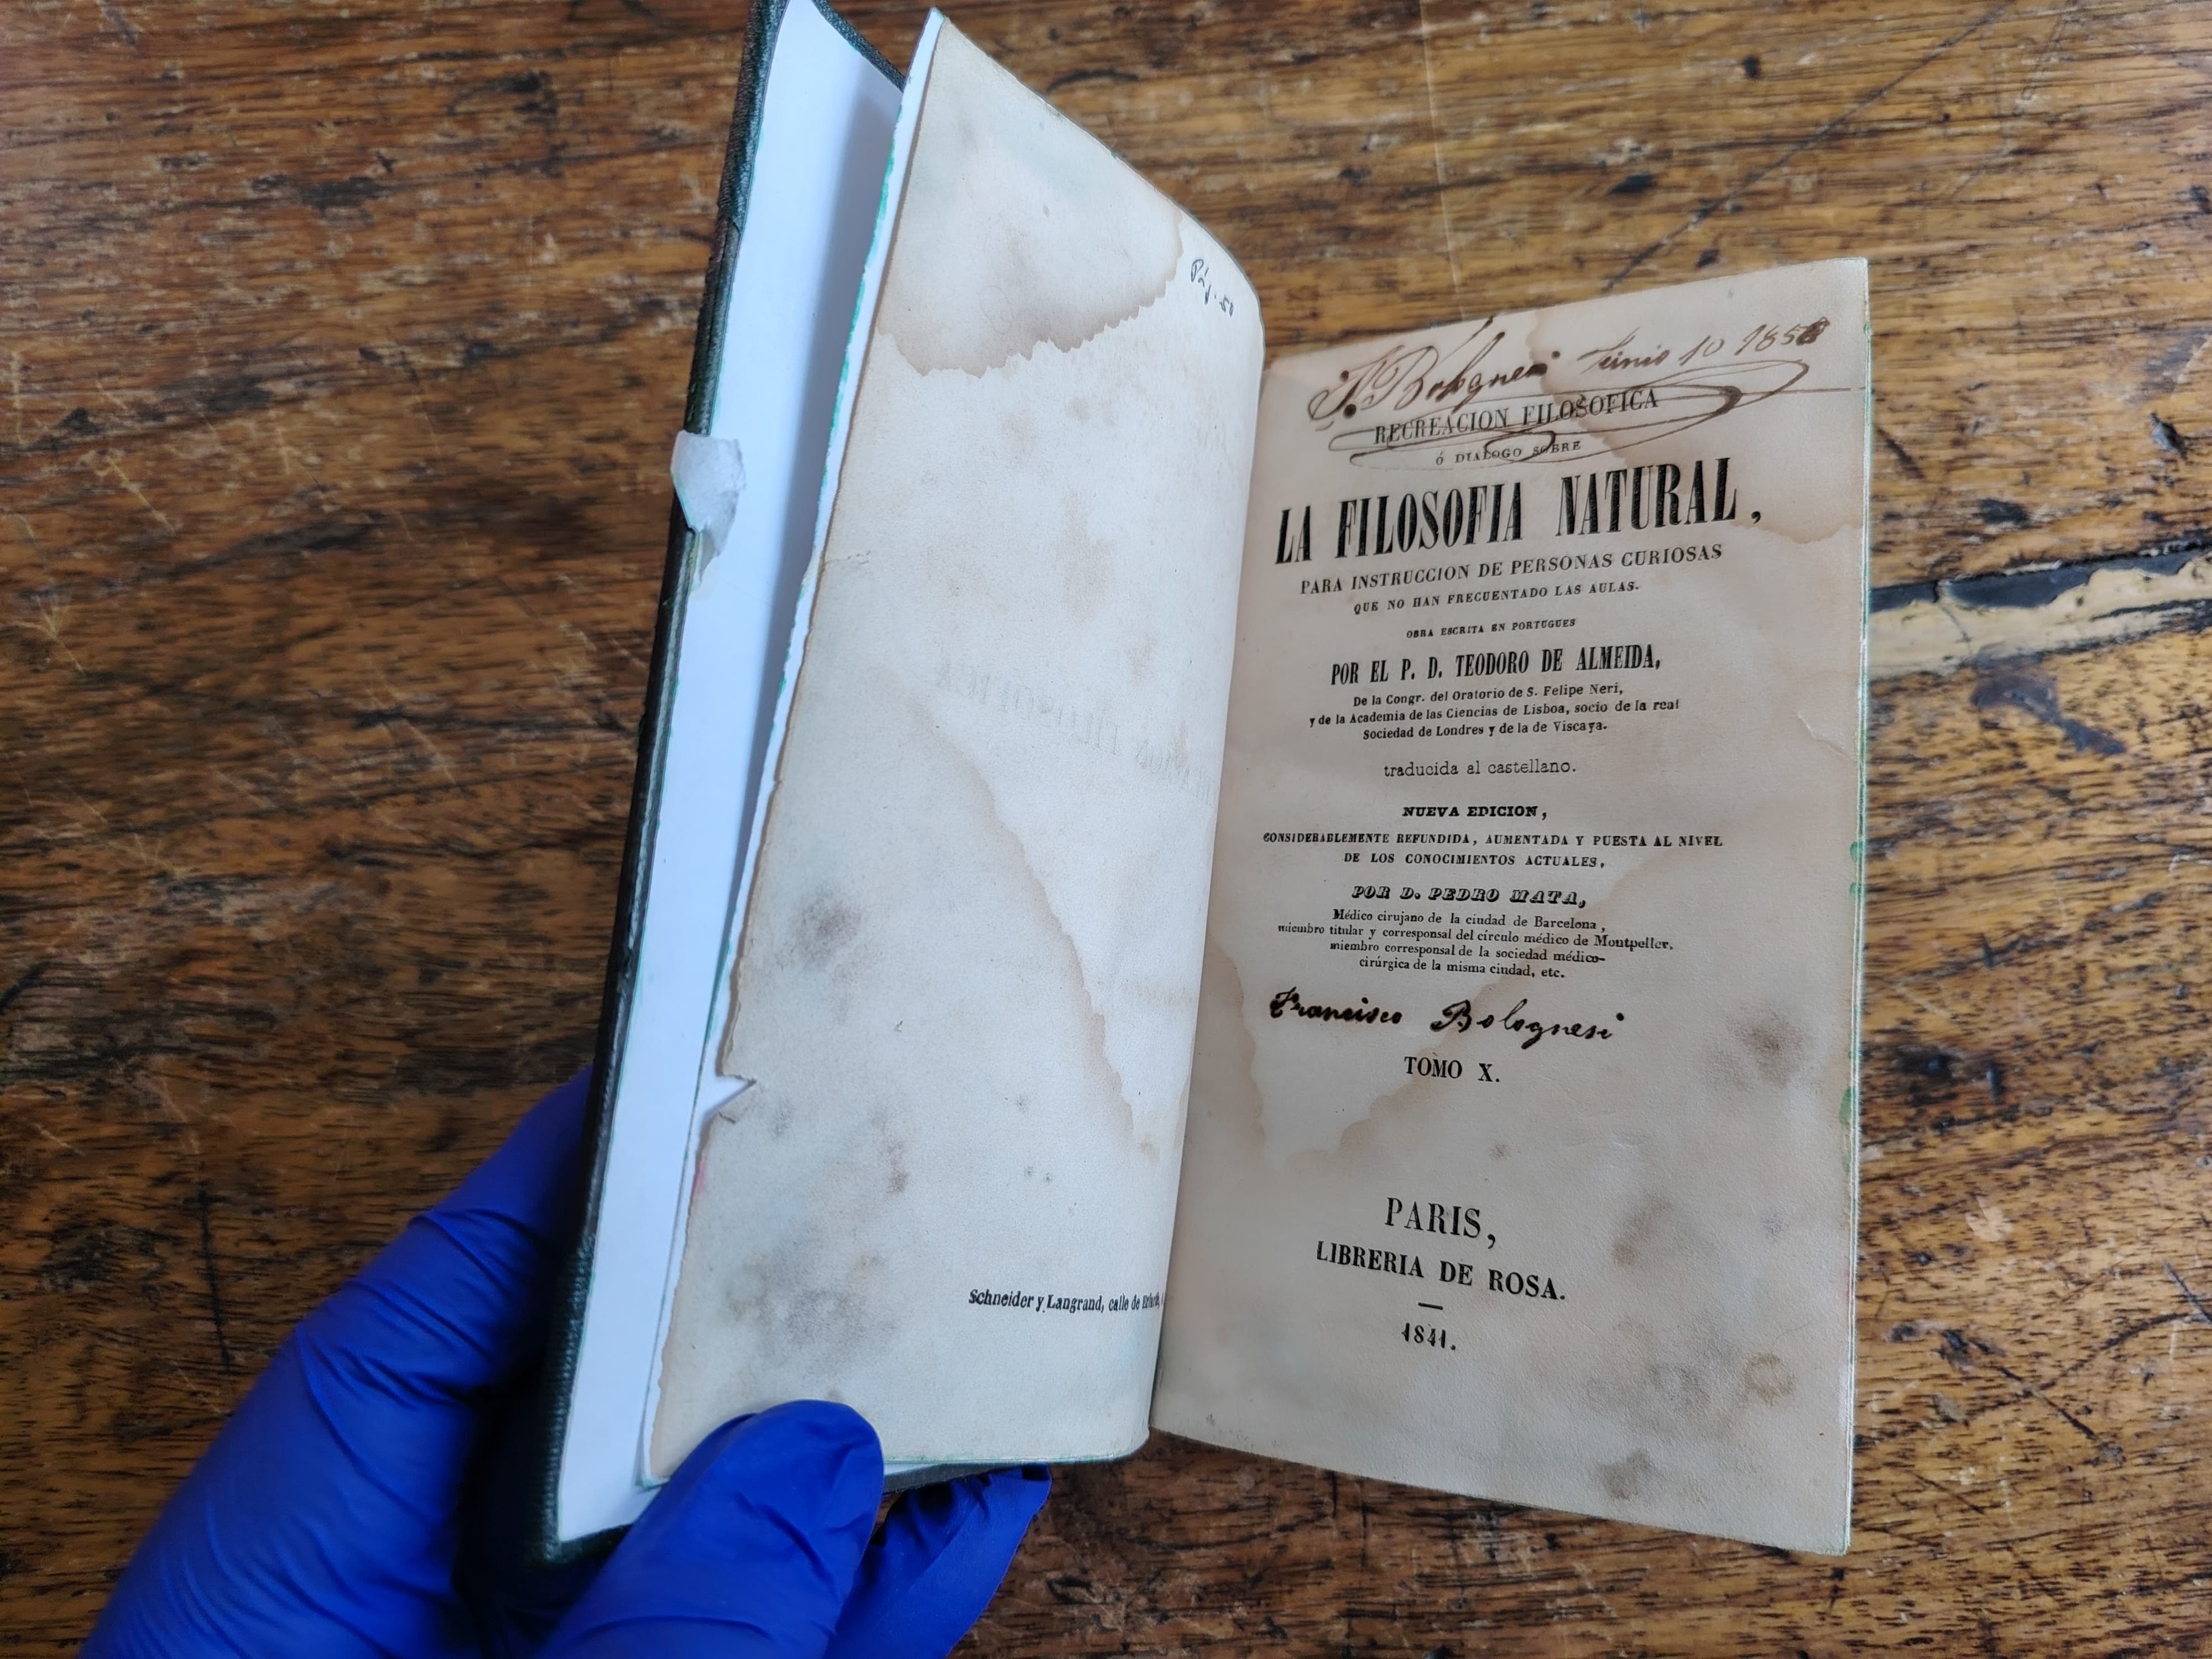 Pág. 50
Schneider y Langrand, calle de
F. Bolognesi Junio 10 1858
RECREACION FILOSOFICA
ó DIALOGO SOBRE
LA FILOSOFIA NATURAL,
PARA INSTRUCCION DE PERSONAS CURIOSAS
QUE NO HAN FRECUENTADO LAS AULAS.
OBRA ESCRITA EN PORTUGUES
POR EL P. D. TEODORO DE ALMEIDA,
De la Congr. del Oratorio de S. Felipe Neri,
y de la Academia de las Ciencias de Lisboa, socio de la real
Sociedad de Londres y de la de Viscaya.
traducida al castellano.
NUEVA EDICION,
CONSIDERABLEMENTE REFUNDIDA, AUMENTADA Y PUESTA AL NIVEL
DE LOS CONOCIMIENTOS ACTUALES,
POR D. PEDRO MATA,
Médico cirujano de la ciudad de Barcelona,
miembro titular y corresponsal del círculo médico de Montpeller,
miembro corresponsal de la sociedad médico-
cirúrgica de la misma ciudad, etc.
Francisco Bolognesi
TOMO X.
PARIS,
LIBRERIA DE ROSA.
1841.